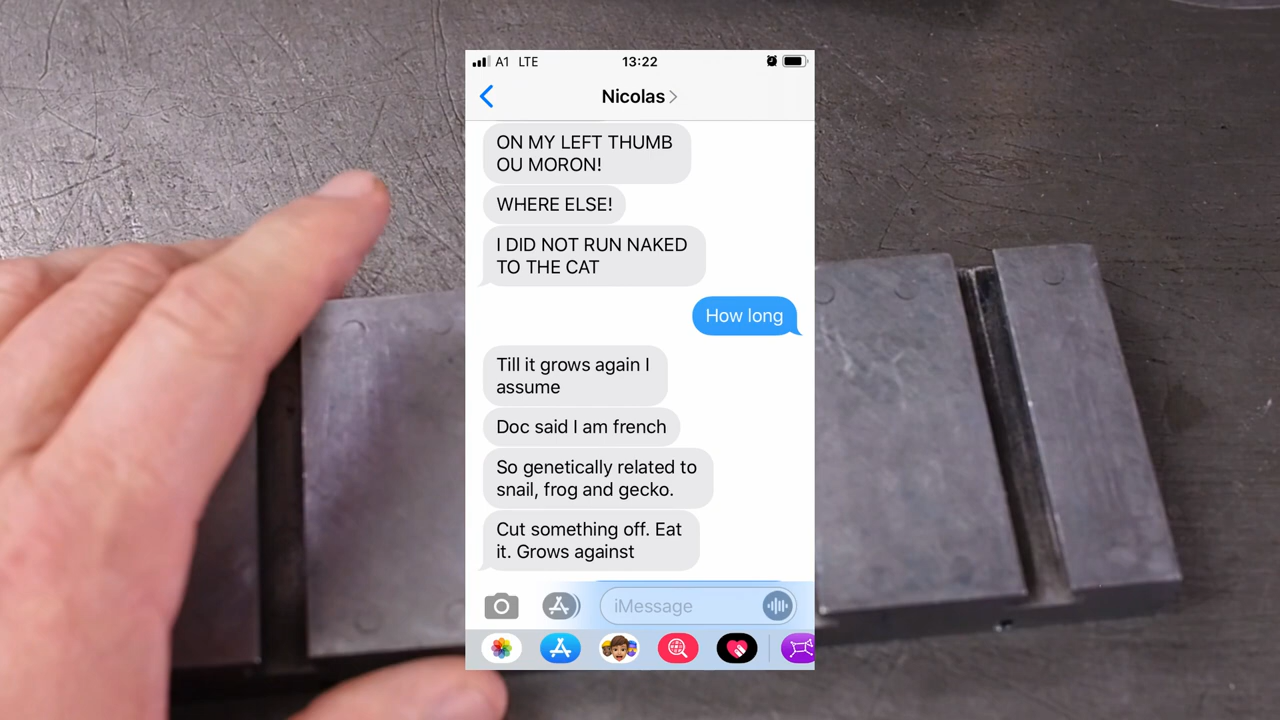 A1 LTE 13:22
Nicolas
ON MY LEFT THUMB
OU MORON!
WHERE ELSE!
I DID NOT RUN NAKED
TO THE CAT
How long
Till it grows again I
assume
Doc said I am french
So genetically related to
snail, frog and gecko.
Cut something off. Eat
it. Grows against
iMessage